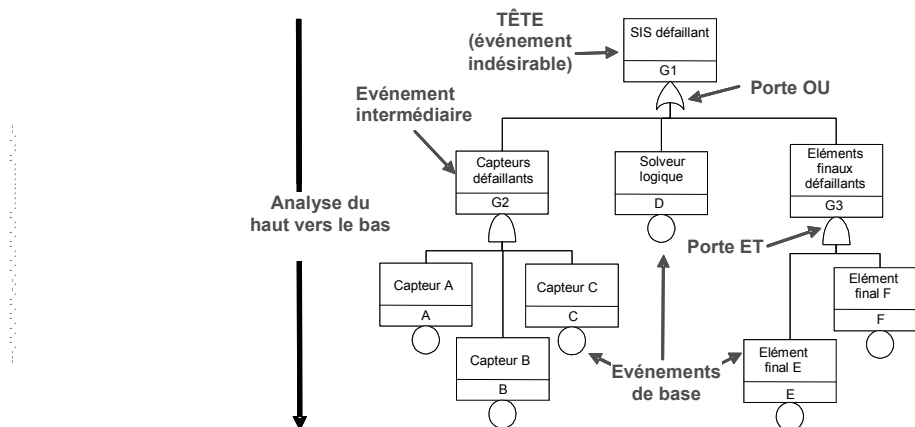 TÊTE
(événement
indésirable)
SIS défaillant
G1
Porte OU
Evénement
intermédiaire
Capteurs
défaillants
G2
Solveur
logique
D
Eléments
finaux
défaillants
G3
Analyse du
haut vers le bas
Porte ET
Capteur A
A
Capteur C
C
Elément
final F
F
Capteur B
B
Evénements
de base
Elément
final E
E